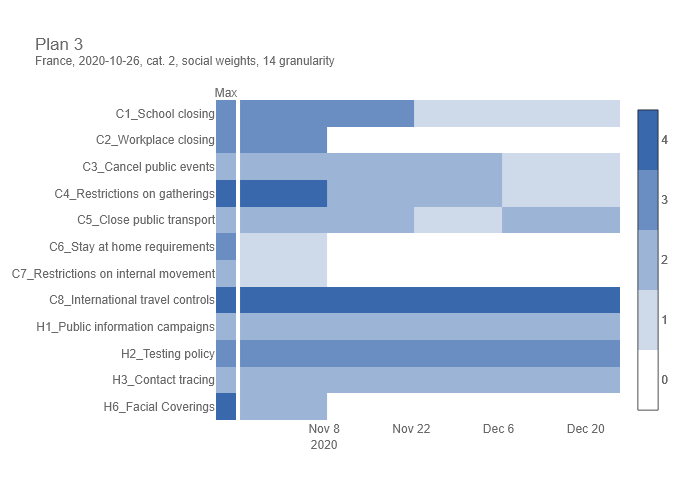 Plan 3
France, 2020-10-26, cat. 2, social weights, 14 granularity
Max
C1_School closing
C2_Workplace closing
C3_Cancel public events
C4_Restrictions on gatherings
C5_Close public transport
C6_Stay at home requirements
C7_Restrictions on internal movement
C8_International travel controls
H1_Public information campaigns
H2_Testing policy
H3_Contact tracing
H6_Facial Coverings
Nov 8 Nov 22 Dec 6 Dec 20
2020
4
3
2
1
0